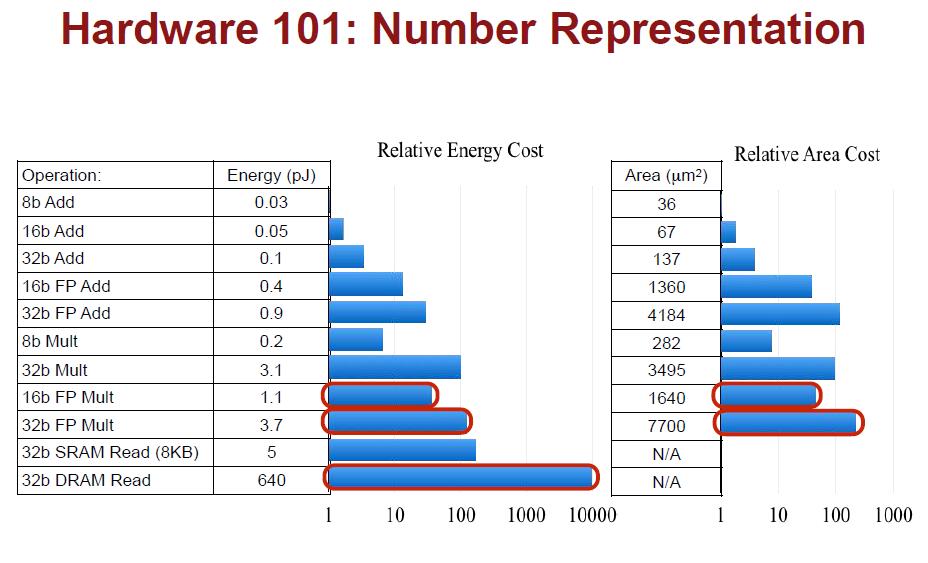 Hardware 101: Number Representation
Relative Energy Cost
Relative Area Cost
Operation: Energy (pJ) Area (μm²)
8b Add 0.03 36
16b Add 0.05 67
32b Add 0.1 137
16b FP Add 0.4 1360
32b FP Add 0.9 4184
8b Mult 0.2 282
32b Mult 3.1 3495
16b FP Mult 1.1 1640
32b FP Mult 3.7 7700
32b SRAM Read (8KB) 5 N/A
32b DRAM Read 640 N/A
1 10 100 1000 10000 1 10 100 1000